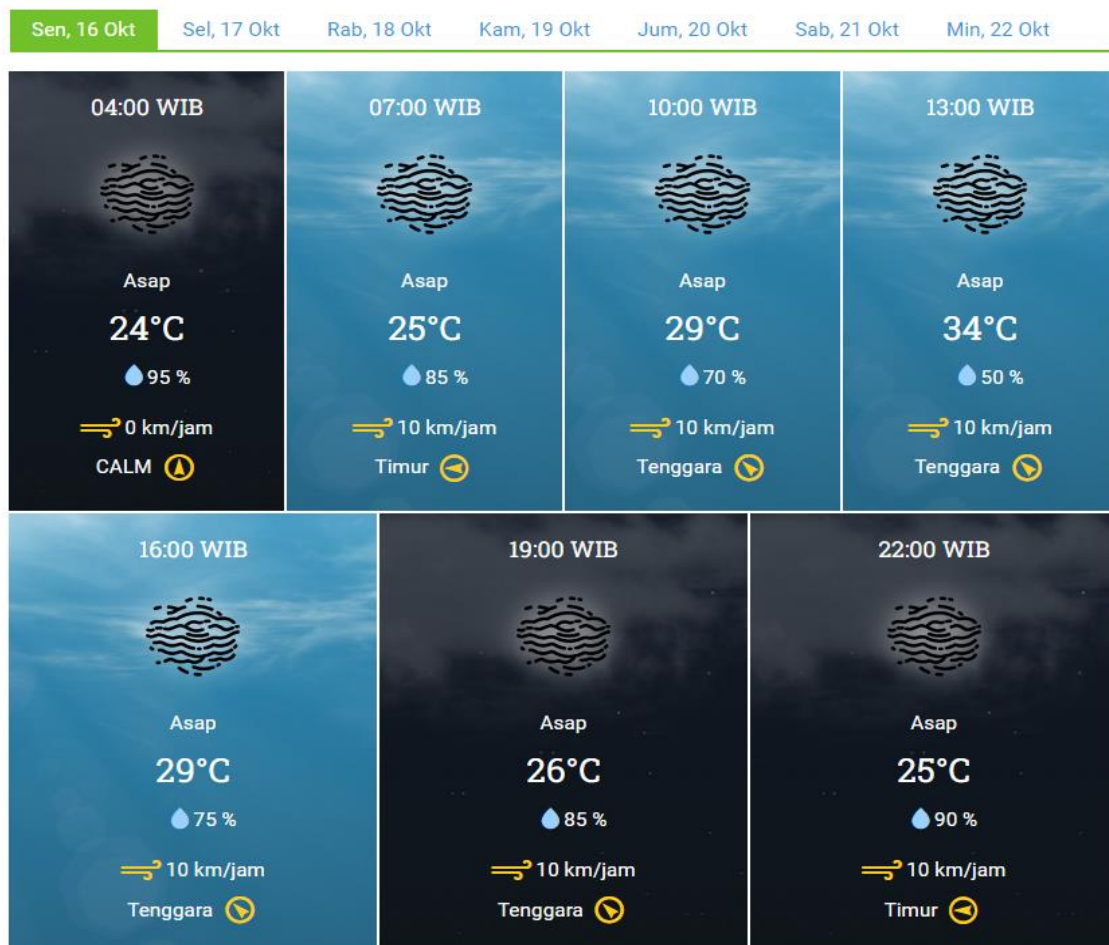 Sen, 16 Okt Sel, 17 Okt Rab, 18 Okt Kam, 19 Okt Jum, 20 Okt Sab, 21 Okt Min, 22 Okt
04:00 WIB
Asap
24°C
95 %
0 km/jam
CALM
07:00 WIB
Asap
25°C
85 %
10 km/jam
Timur
10:00 WIB
Asap
29°C
70 %
10 km/jam
Tenggara
13:00 WIB
Asap
34°C
50 %
10 km/jam
Tenggara
16:00 WIB
Asap
29°C
75 %
10 km/jam
Tenggara
19:00 WIB
Asap
26°C
85 %
10 km/jam
Tenggara
22:00 WIB
Asap
25°C
90 %
10 km/jam
Timur